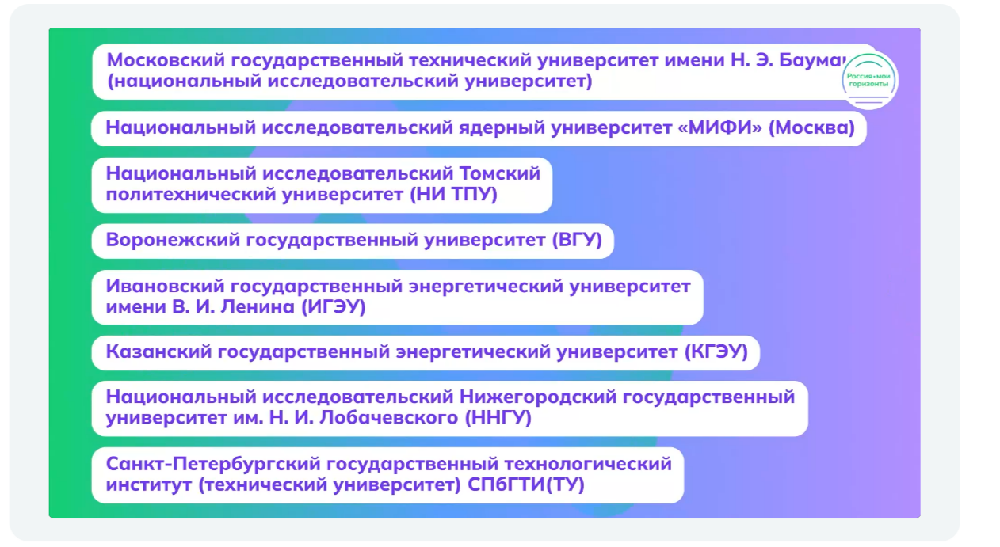 Московский государственный технический университет имени Н. Э.
(национальный исследовательский университет)
Россия-мои
горизонты
Национальный исследовательский ядерный университет «МИФИ» (Москва)
Национальный исследовательский Томский
политехнический университет (НИ ТПУ)
Воронежский государственный университет (ВГУ)
Ивановский государственный энергетический университет
имени В. И. Ленина (ИГЭУ)
Казанский государственный энергетический университет (КГЭУ)
Национальный исследовательский Нижегородский государственный
университет им. Н. И. Лобачевского (ННГУ)
Санкт-Петербургский государственный технологический
институт (технический университет) СПбГТИ(ТУ)